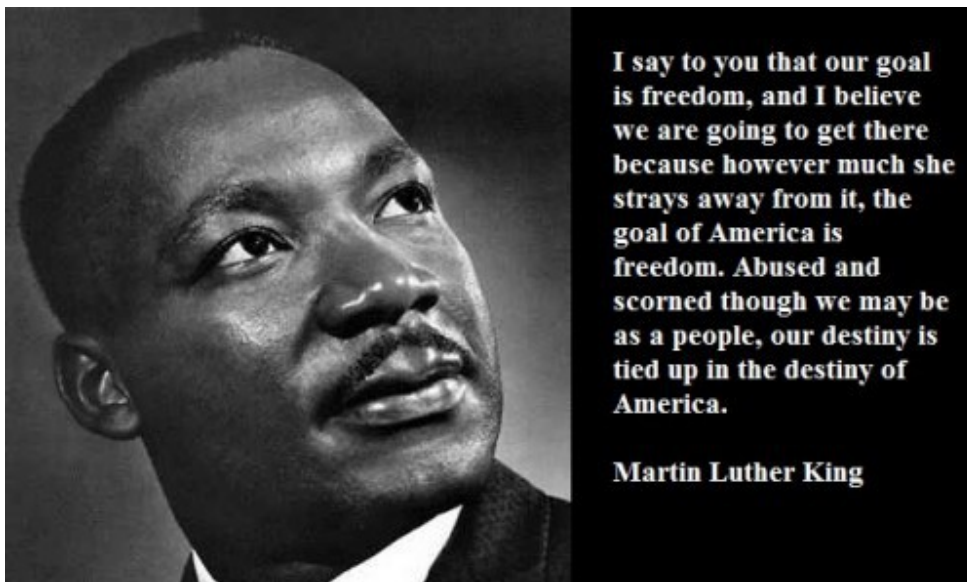 I say to you that our goal
is freedom, and I believe
we are going to get there
because however much she
strays away from it, the
goal of America is
freedom. Abused and
scorned though we may be
as a people, our destiny is
tied up in the destiny of
America.
Martin Luther King